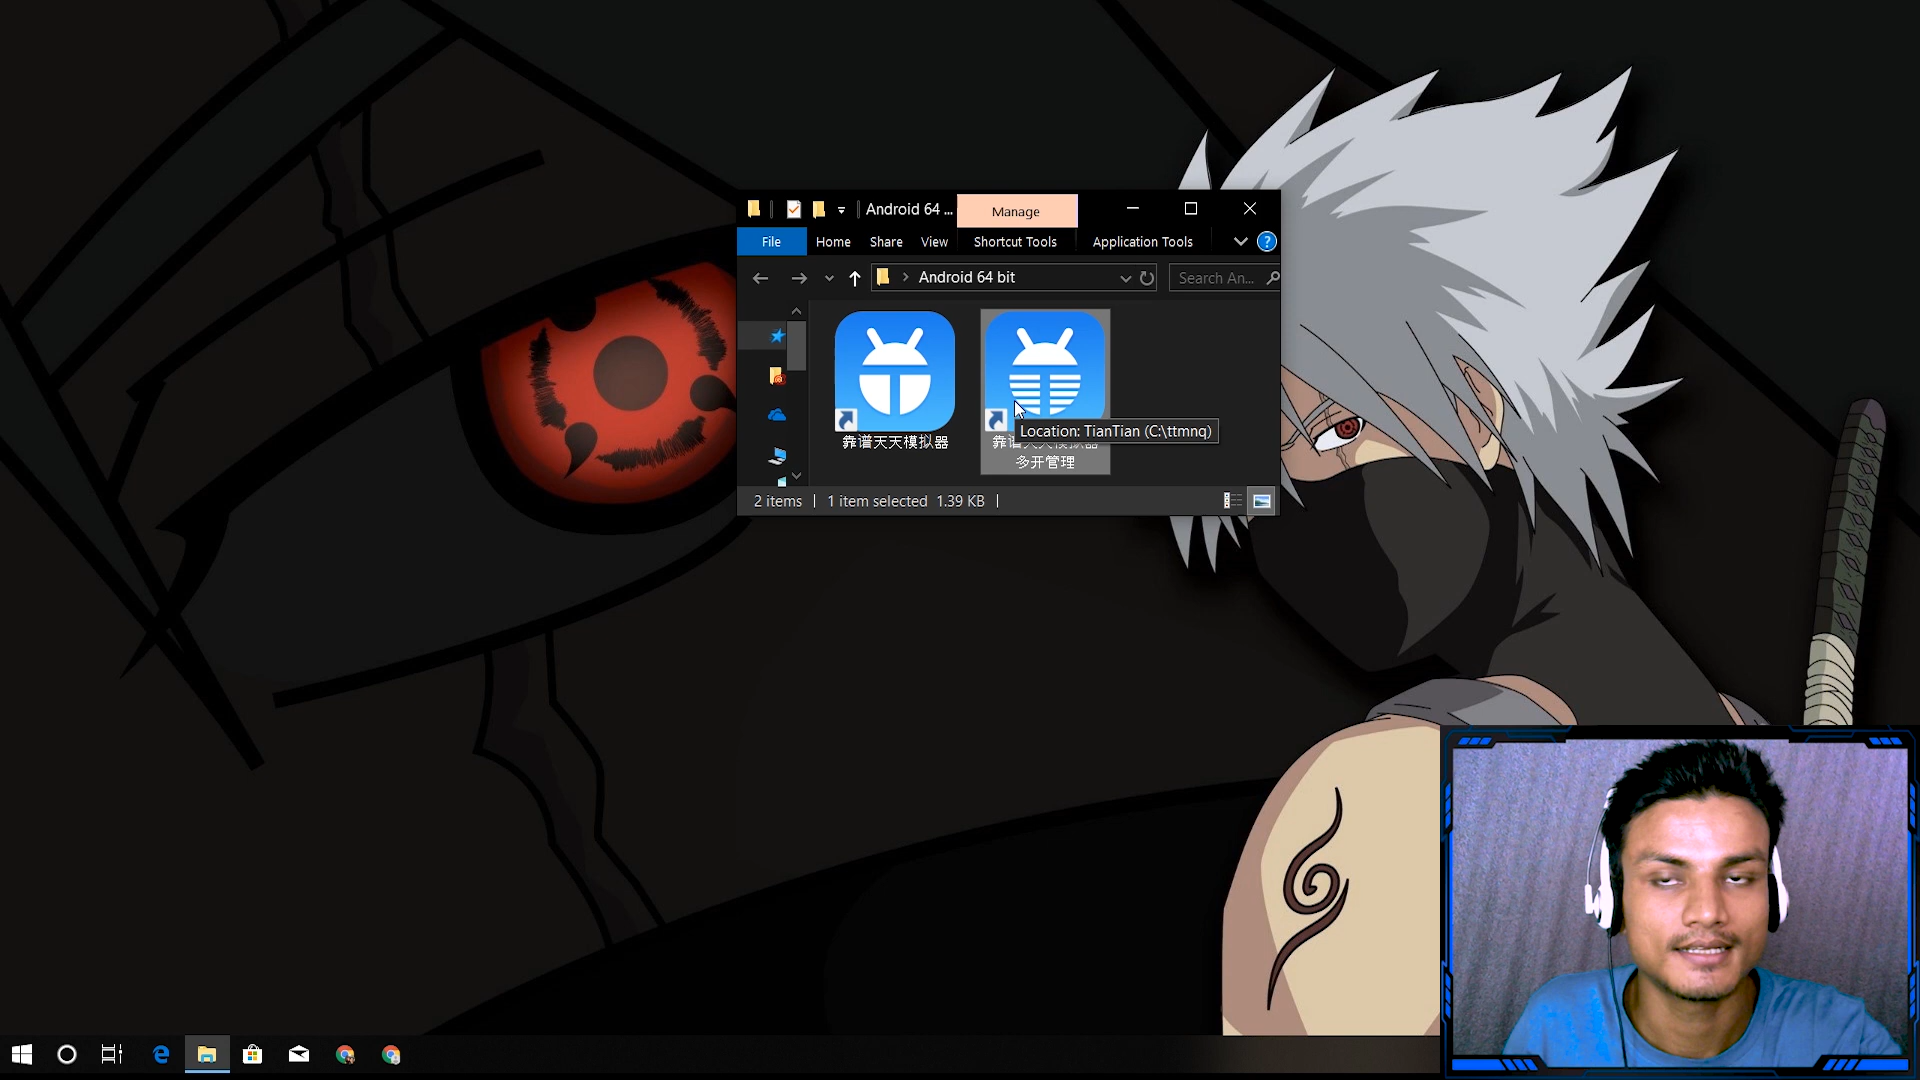 Android 64 ...
Manage
File
Home
Share
View
Shortcut Tools
Application Tools
Android 64 bit
Search An...
靠谱天天模拟器
多开管理
Location: TianTian (C:\ttmnq)
2 items
1 item selected 1.39 KB